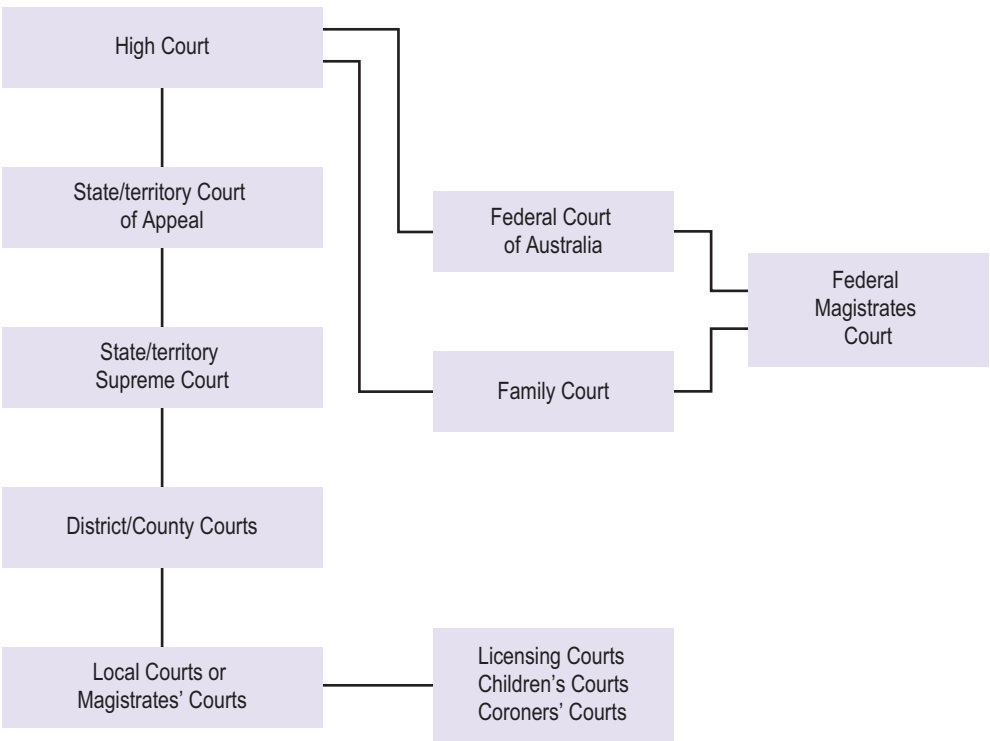 High Court
State/territory Court
of Appeal
Federal Court
of Australia
Federal
Magistrates
Court
State/territory
Supreme Court
Family Court
District/County Courts
Local Courts or
Magistrates' Courts
Licensing Courts
Children's Courts
Coroners' Courts